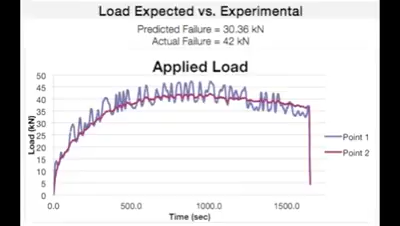 Load Expected vs. Experimental
Predicted Failure = 30.36 kN
Actual Failure = 42 kN
Applied Load
50
45
40
35
30
25
20
15
10
5
0
Load (kN)
0.0 500.0 1000.0 1500.0
Time (sec)
Point 1
Point 2